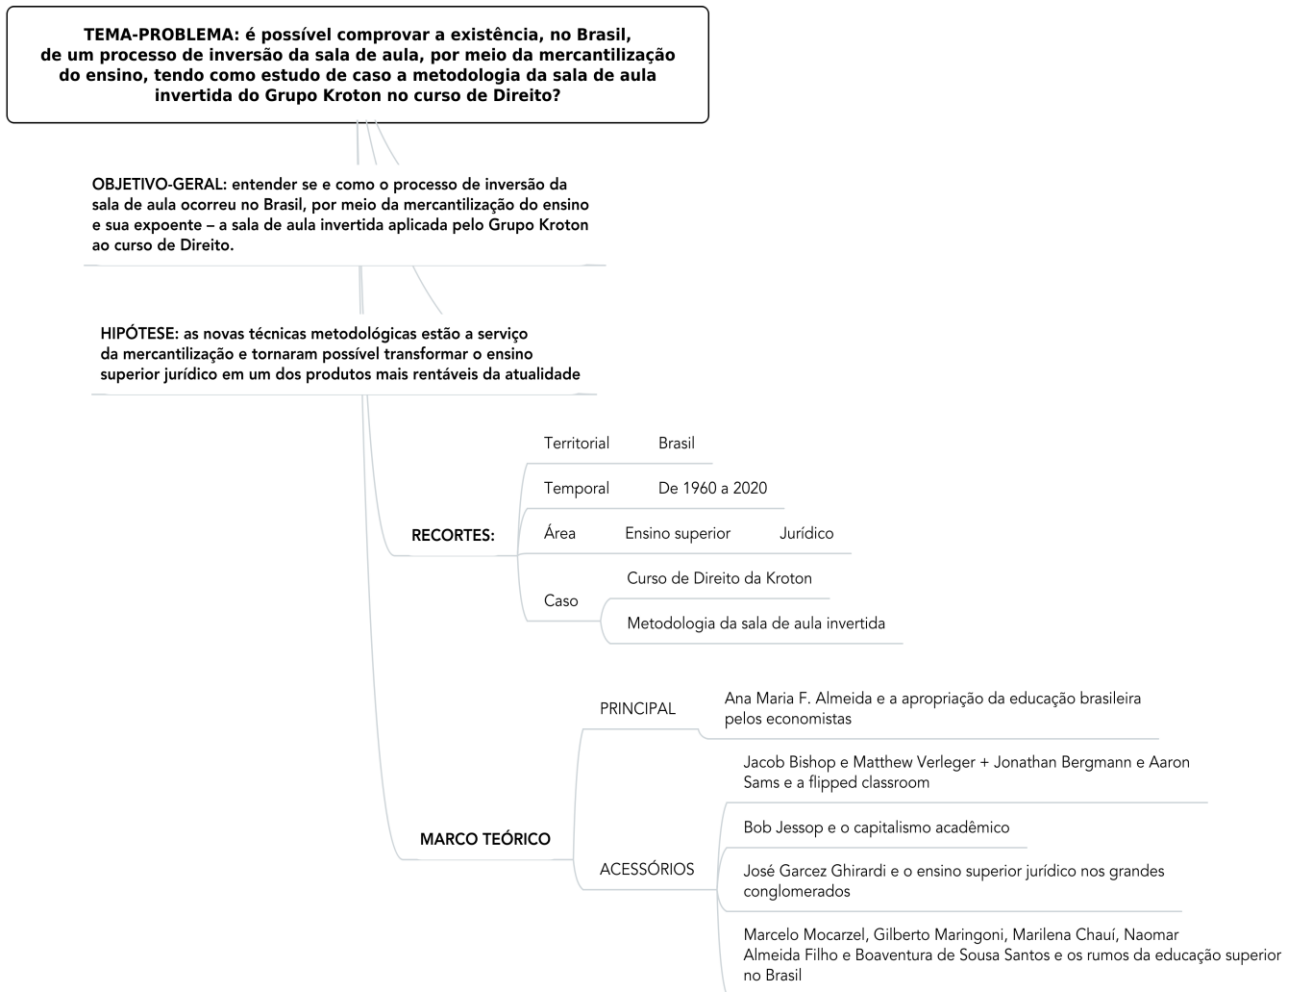 TEMA-PROBLEMA: é possível comprovar a existência, no Brasil,
de um processo de inversão da sala de aula, por meio da mercantilização
do ensino, tendo como estudo de caso a metodologia da sala de aula
invertida do Grupo Kroton no curso de Direito?
OBJETIVO-GERAL: entender se e como o processo de inversão da
sala de aula ocorreu no Brasil, por meio da mercantilização do ensino
e sua expoente – a sala de aula invertida aplicada pelo Grupo Kroton
ao curso de Direito.
HIPÓTESE: as novas técnicas metodológicas estão a serviço
da mercantilização e tornaram possível transformar o ensino
superior jurídico em um dos produtos mais rentáveis da atualidade
RECORTES:
Territorial Brasil
Temporal De 1960 a 2020
Área Ensino superior Jurídico
Caso
Curso de Direito da Kroton
Metodologia da sala de aula invertida
MARCO TEÓRICO
PRINCIPAL
Ana Maria F. Almeida e a apropriação da educação brasileira
pelos economistas
ACESSÓRIOS
Jacob Bishop e Matthew Verleger + Jonathan Bergmann e Aaron
Sams e a flipped classroom
Bob Jessop e o capitalismo acadêmico
José Garcez Ghirardi e o ensino superior jurídico nos grandes
conglomerados
Marcelo Mocarzel, Gilberto Maringoni, Marilena Chauí, Naomar
Almeida Filho e Boaventura de Sousa Santos e os rumos da educação superior
no Brasil